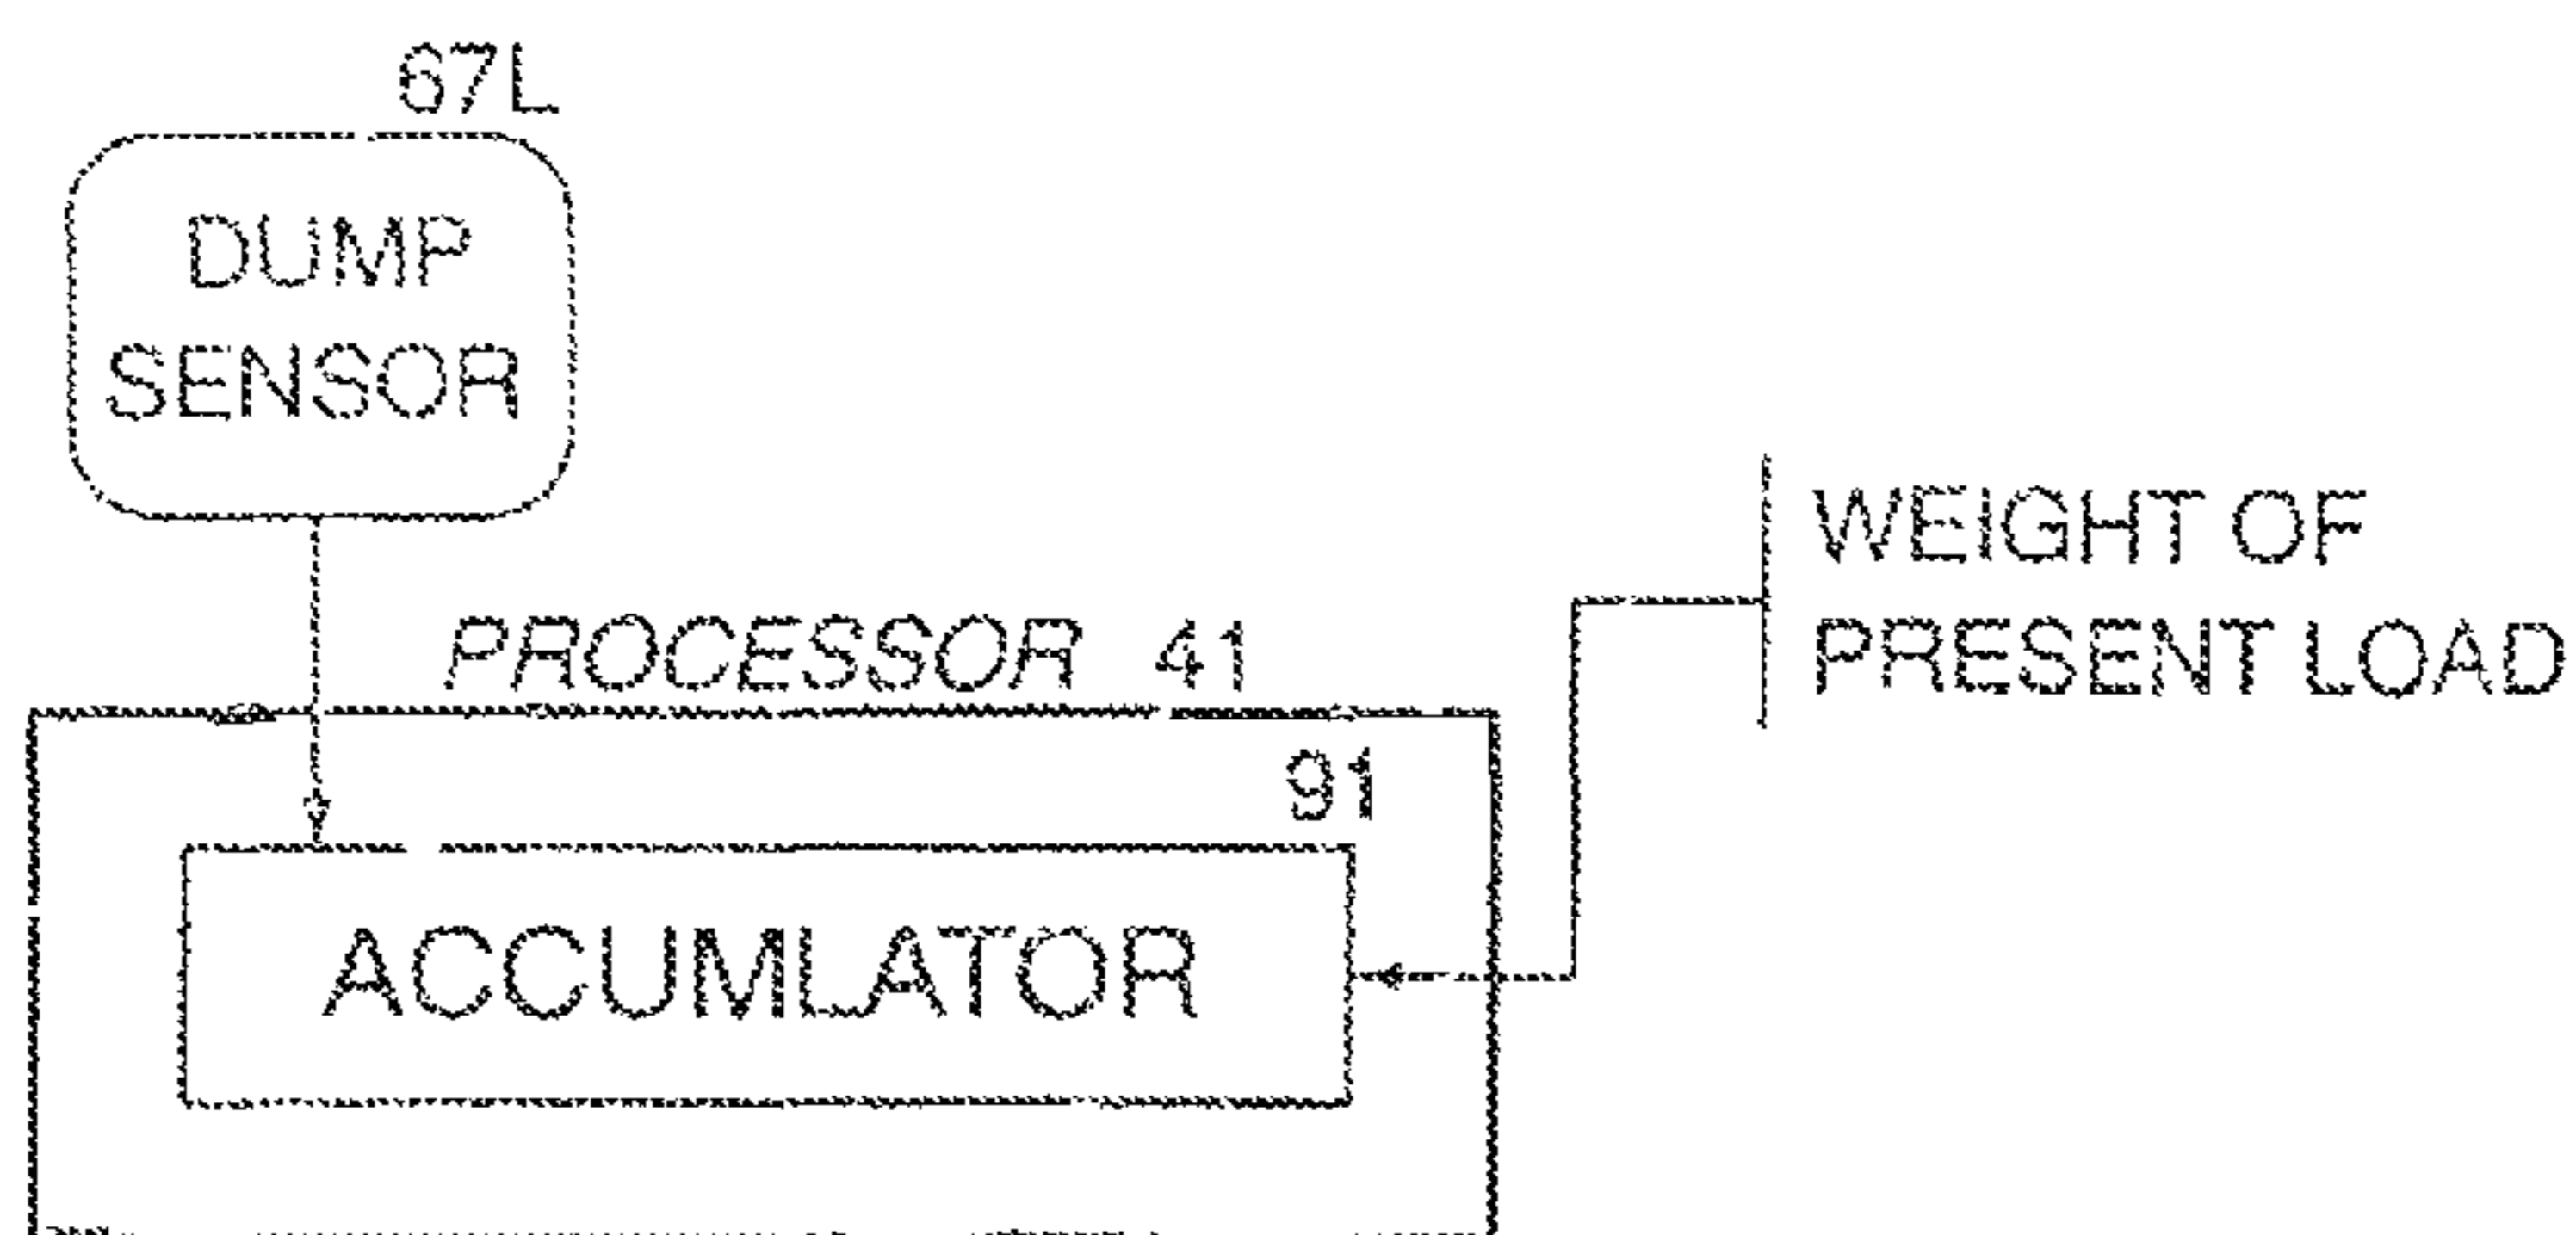 67L
DUMP
SENSOR
WEIGHT OF
PRESENT LOAD
PROCESSOR 41
91
ACCUMLATOR